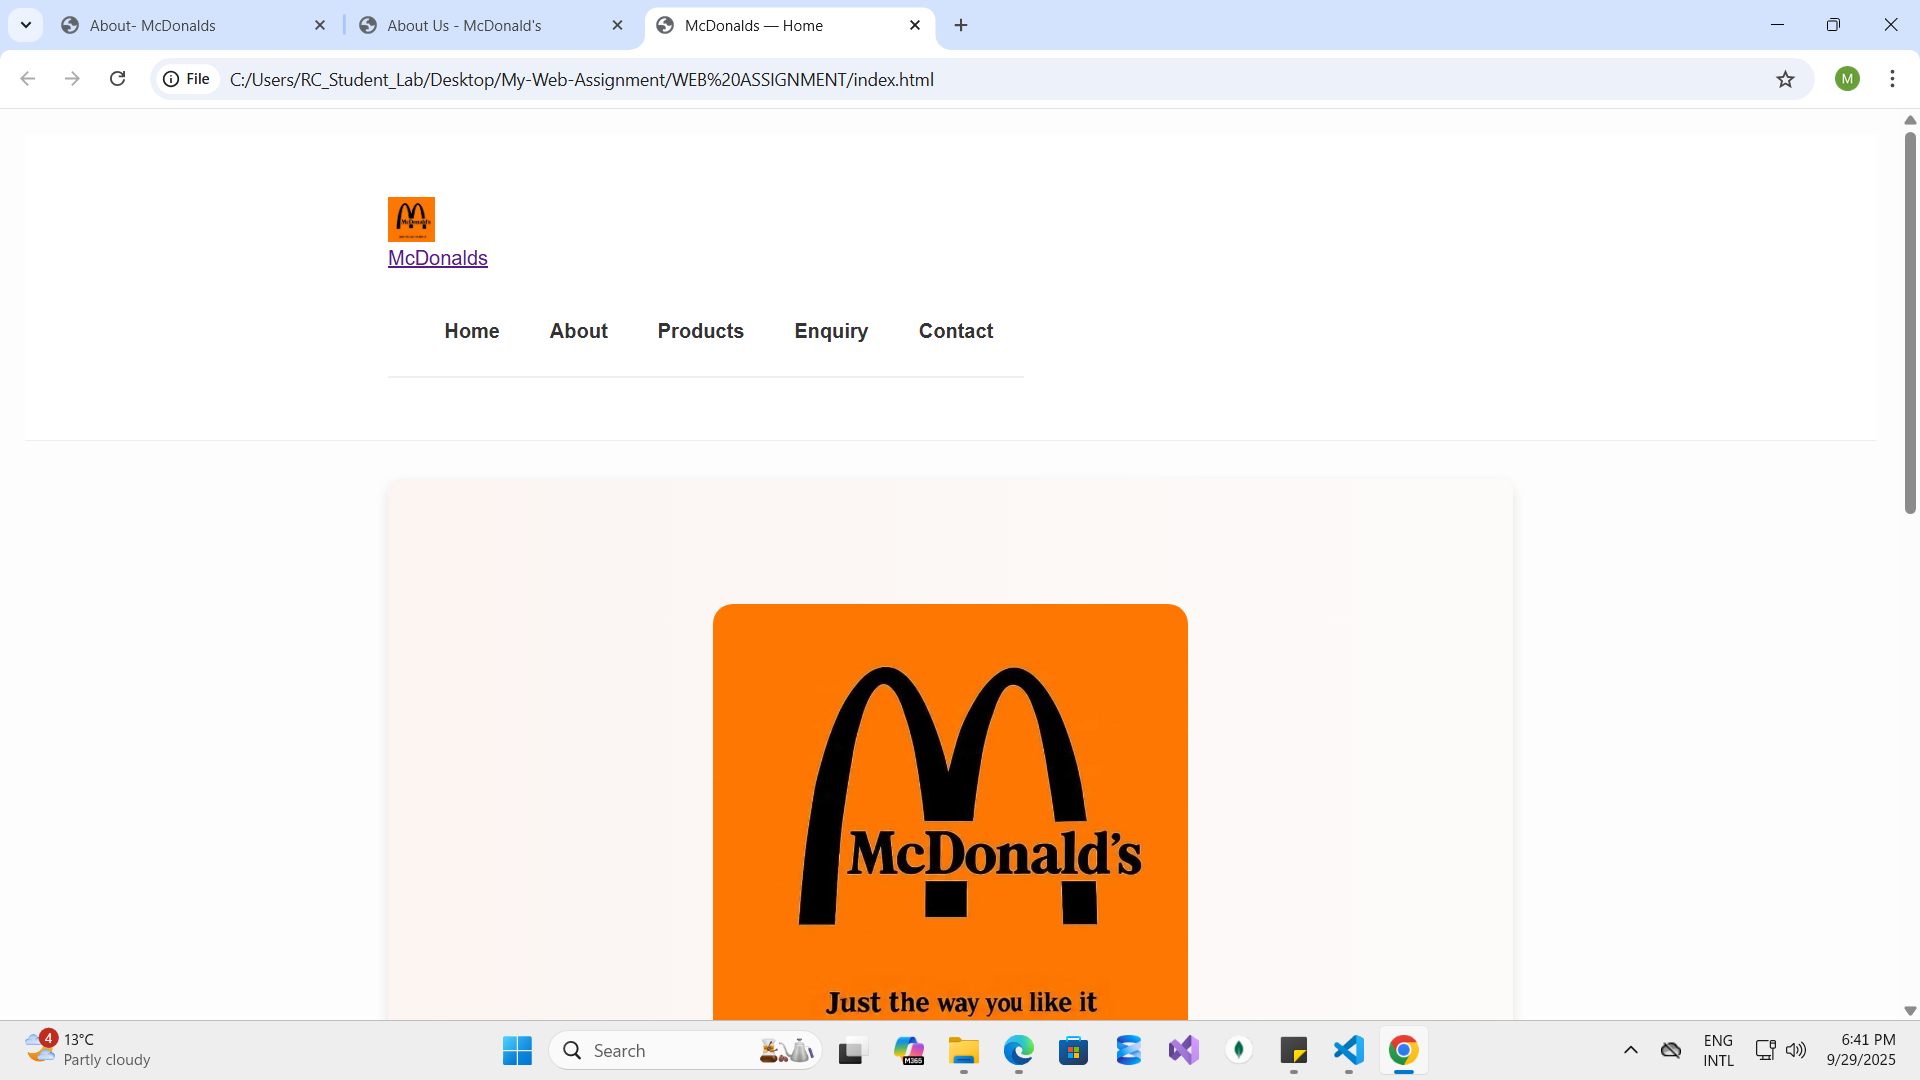 About- McDonalds
About Us - McDonald's
McDonalds — Home
File
C:/Users/RC_Student_Lab/Desktop/My-Web-Assignment/WEB%20ASSIGNMENT/index.html
M
McDonald's
McDonalds
Home
About
Products
Enquiry
Contact
McDonald's
Just the way you like it
4
13°C
Partly cloudy
Search
M365
ENG
INTL
6:41 PM
9/29/2025